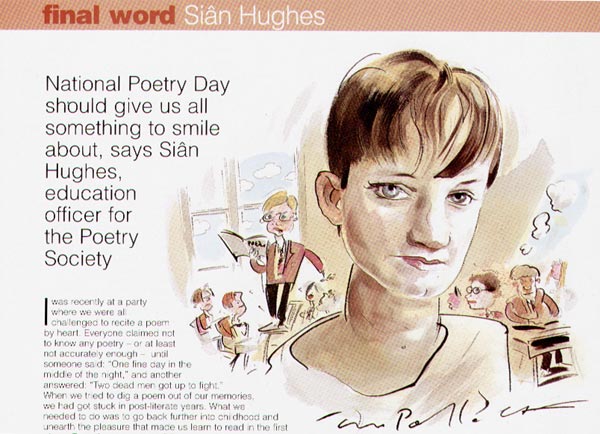 final word Siân Hughes
National Poetry Day
should give us all
something to smile
about, says Siân
Hughes,
education
officer for
the Poetry
Society
I was recently at a party
where we were all
challenged to recite a poem
by heart. Everyone claimed not
to know any poetry – or at least
not accurately enough – until
someone said: "One fine day in the
middle of the night," and another
answered: "Two dead men got up to fight."
When we tried to dig a poem out of our memories,
we had got stuck in post-literate years. What we
needed to do was to go back further into childhood and
unearth the pleasure that made us learn to read in the first